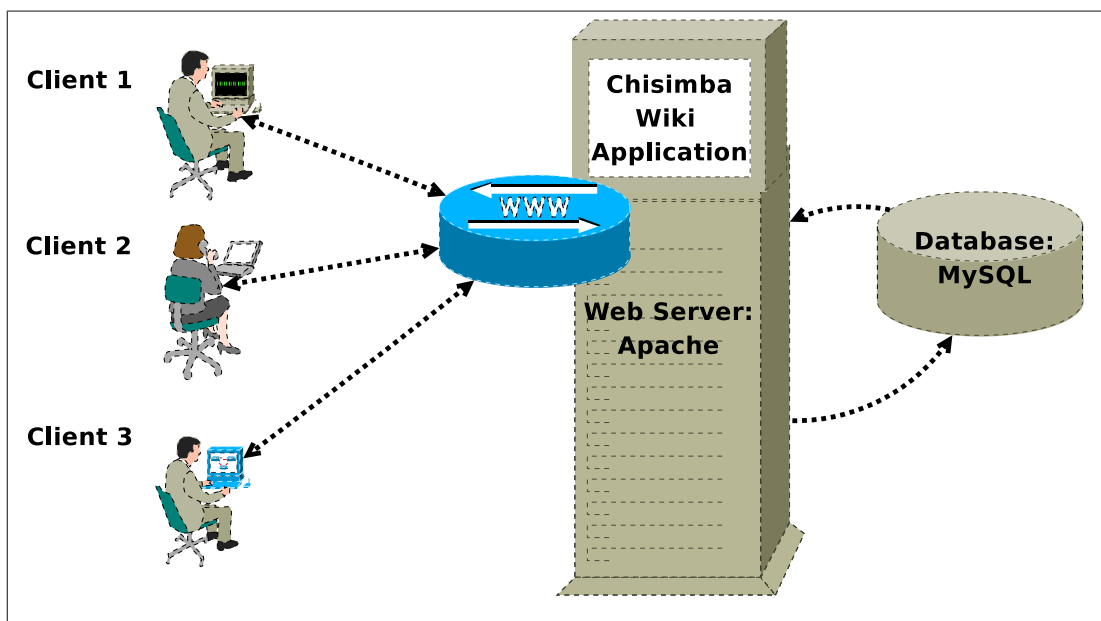 Client 1
Chisimba
Wiki
Application
WWW
Client 2
Database:
MySQL
Web Server:
Apache
Client 3